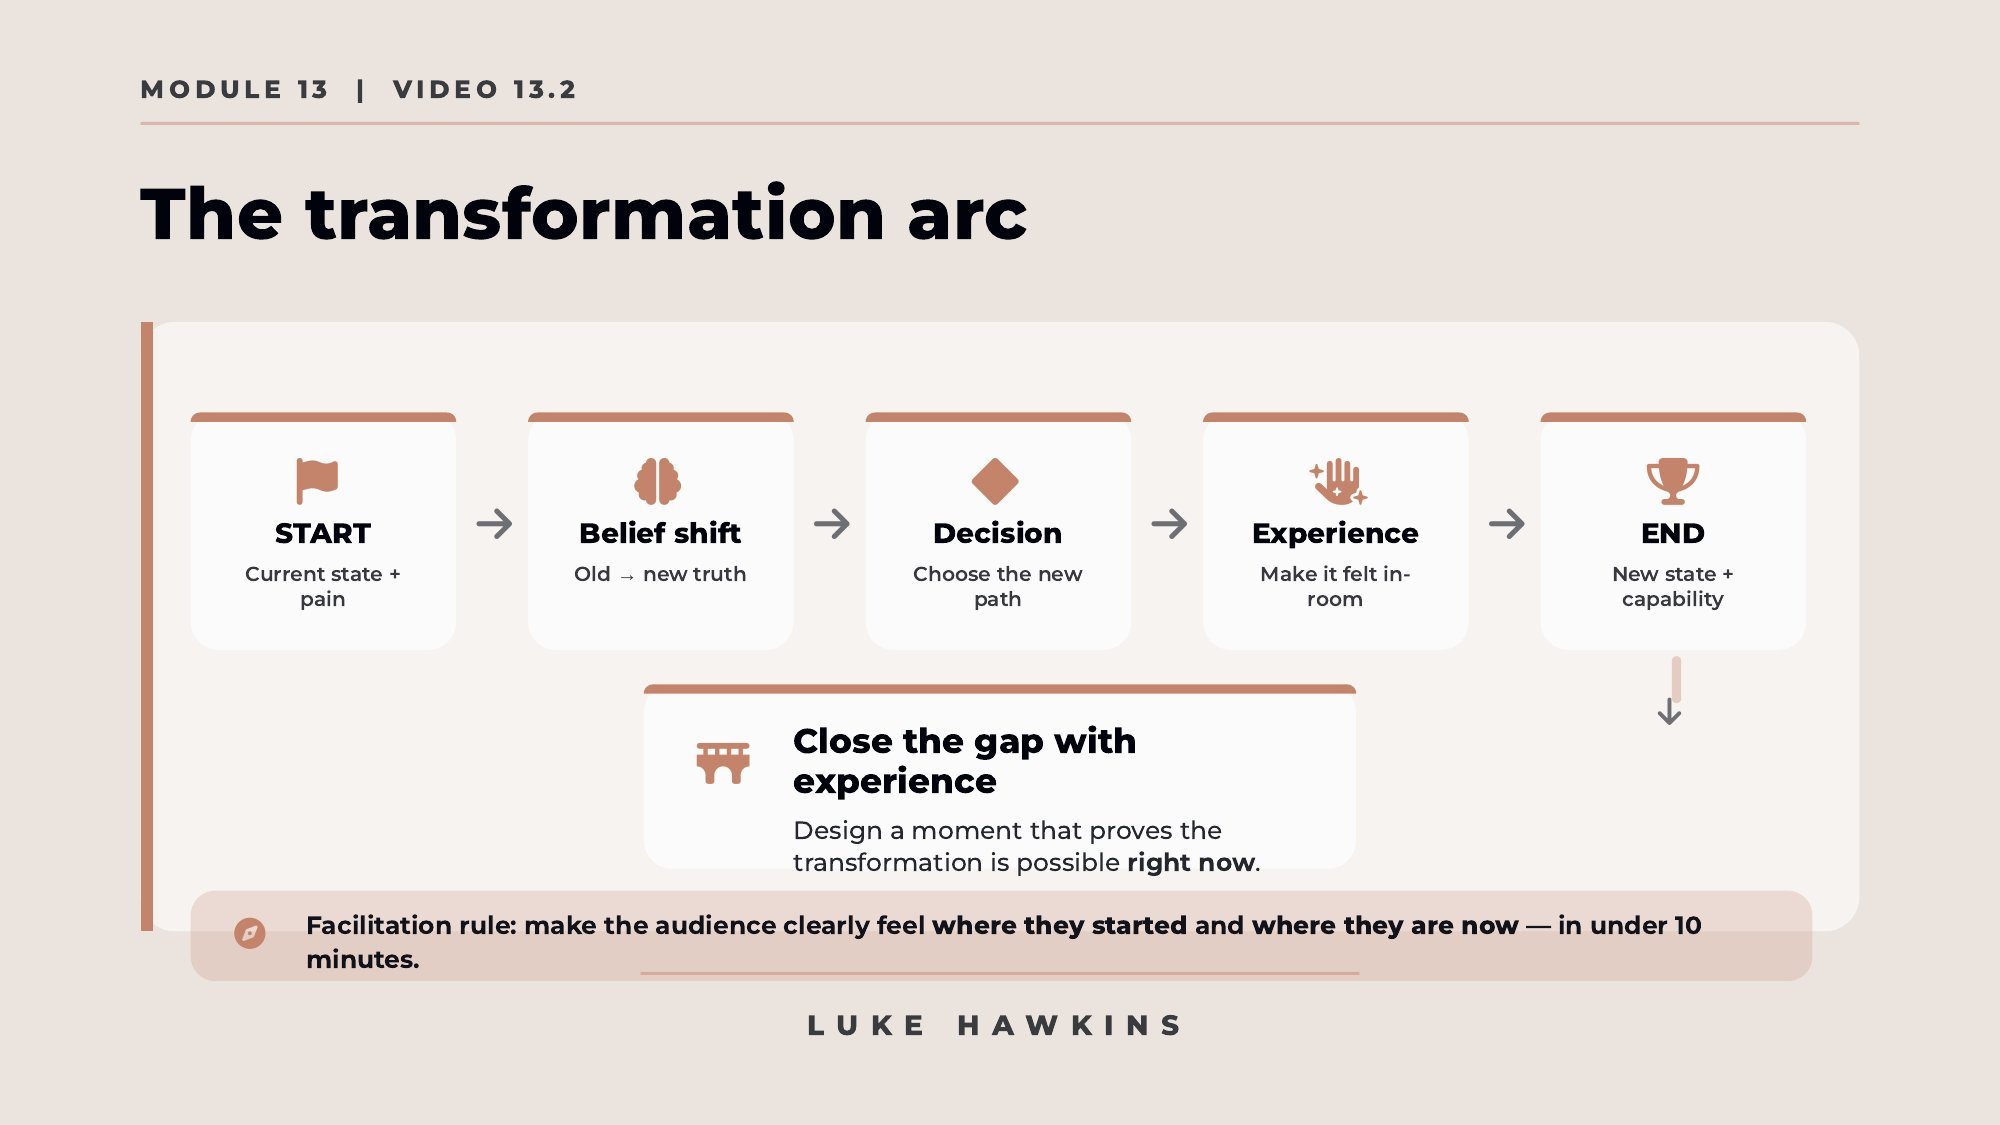 MODULE 13 | VIDEO 13.2
The transformation arc
START
Current state +
pain
Belief shift
Old → new truth
Decision
Choose the new
path
Experience
Make it felt in-
room
END
New state +
capability
Close the gap with
experience
Design a moment that proves the
transformation is possible right now.
Facilitation rule: make the audience clearly feel where they started and where they are now — in under 10
minutes.
LUKE HAWKINS